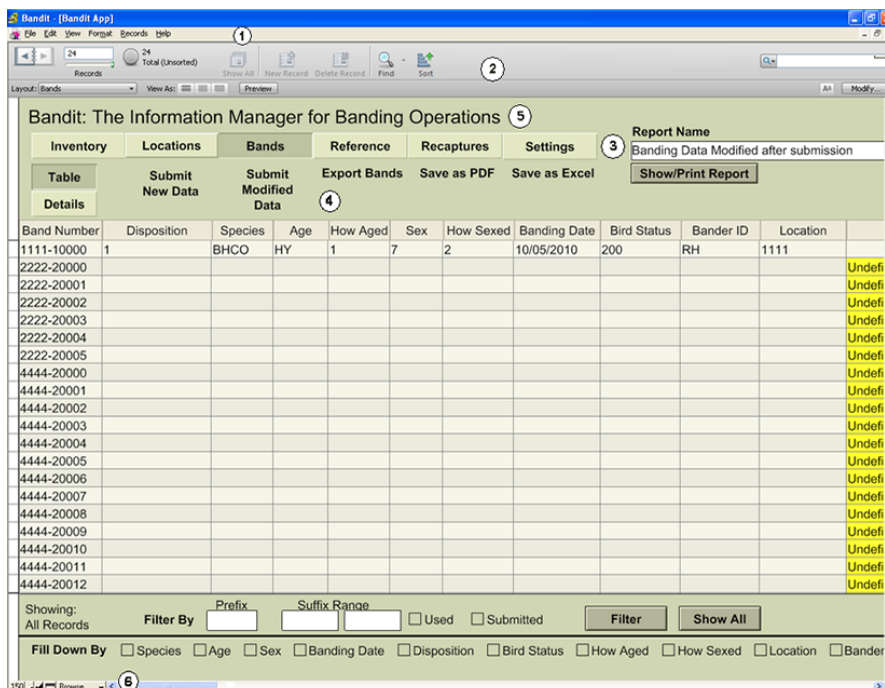 Bandit - [Bandit App]
File Edit View Format Records Help
1
24
24
Total (Unsorted)
Records
Show All
New Record
Delete Record
Find
Sort
2
Layout: Bands
View As:
Preview
Modify...
Bandit: The Information Manager for Banding Operations 5
Inventory Locations Bands Reference Recaptures Settings 3
Report Name
Banding Data Modified after submission
Show/Print Report
Table
Details
Submit
New Data
Submit
Modified
Data
Export Bands Save as PDF Save as Excel
4
Band Number Disposition Species Age How Aged Sex How Sexed Banding Date Bird Status Bander ID Location
1111-10000 1 BHCO HY 1 7 2 10/05/2010 200 RH 1111
2222-20000 Undefi
2222-20001 Undefi
2222-20002 Undefi
2222-20003 Undefi
2222-20004 Undefi
2222-20005 Undefi
4444-20000 Undefi
4444-20001 Undefi
4444-20002 Undefi
4444-20003 Undefi
4444-20004 Undefi
4444-20005 Undefi
4444-20006 Undefi
4444-20007 Undefi
4444-20008 Undefi
4444-20009 Undefi
4444-20010 Undefi
4444-20011 Undefi
4444-20012 Undefi
Showing:
All Records
Filter By
Prefix
Suffix Range
Used
Submitted
Filter
Show All
Fill Down By Species Age Sex Banding Date Disposition Bird Status How Aged How Sexed Location Bander
150 Browse 6